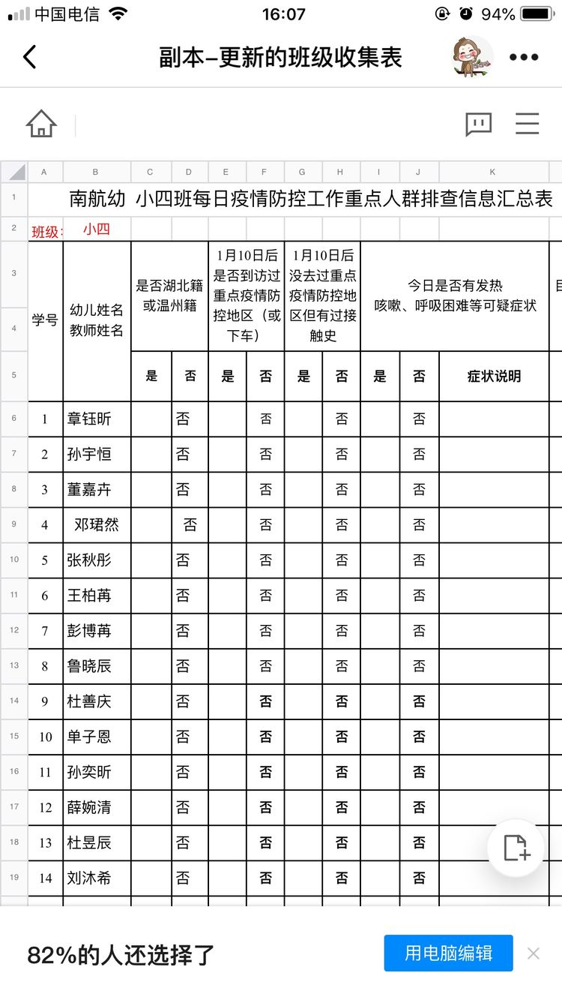 中国电信 16:07 94%
副本-更新的班级收集表
A B C D E F G H I J K
1 南航幼 小四班每日疫情防控工作重点人群排查信息汇总表
2 班级: 小四
3
4
5
学号
幼儿姓名
教师姓名
是否湖北籍
或温州籍
1月10日后
是否到访过
重点疫情防
控地区（或
下车）
1月10日后
没去过重点
疫情防控地
区但有过接
触史
今日是否有发热
咳嗽、呼吸困难等可疑症状
是 否 是 否 是 否 是 否 症状说明
6 1 章钰昕 否 否 否 否
7 2 孙宇恒 否 否 否 否
8 3 董嘉卉 否 否 否 否
9 4 邓珺然 否 否 否 否
10 5 张秋彤 否 否 否 否
11 6 王柏苒 否 否 否 否
12 7 彭博苒 否 否 否 否
13 8 鲁晓辰 否 否 否 否
14 9 杜善庆 否 否 否 否
15 10 单子恩 否 否 否 否
16 11 孙奕昕 否 否 否 否
17 12 薛婉清 否 否 否 否
18 13 杜昱辰 否 否 否 否
19 14 刘沐希 否 否 否 否
82%的人还选择了 用电脑编辑